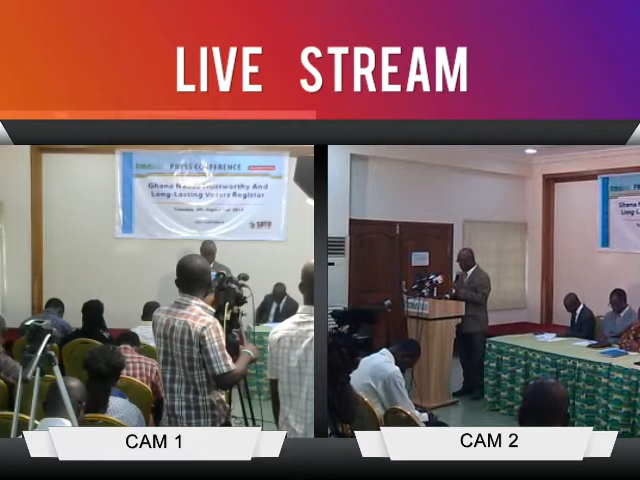 LIVE STREAM
PRESS CONFERENCE
Ghana Needs Trustworthy And
Long-Lasting Voters Register
CAM 1
CAM 2